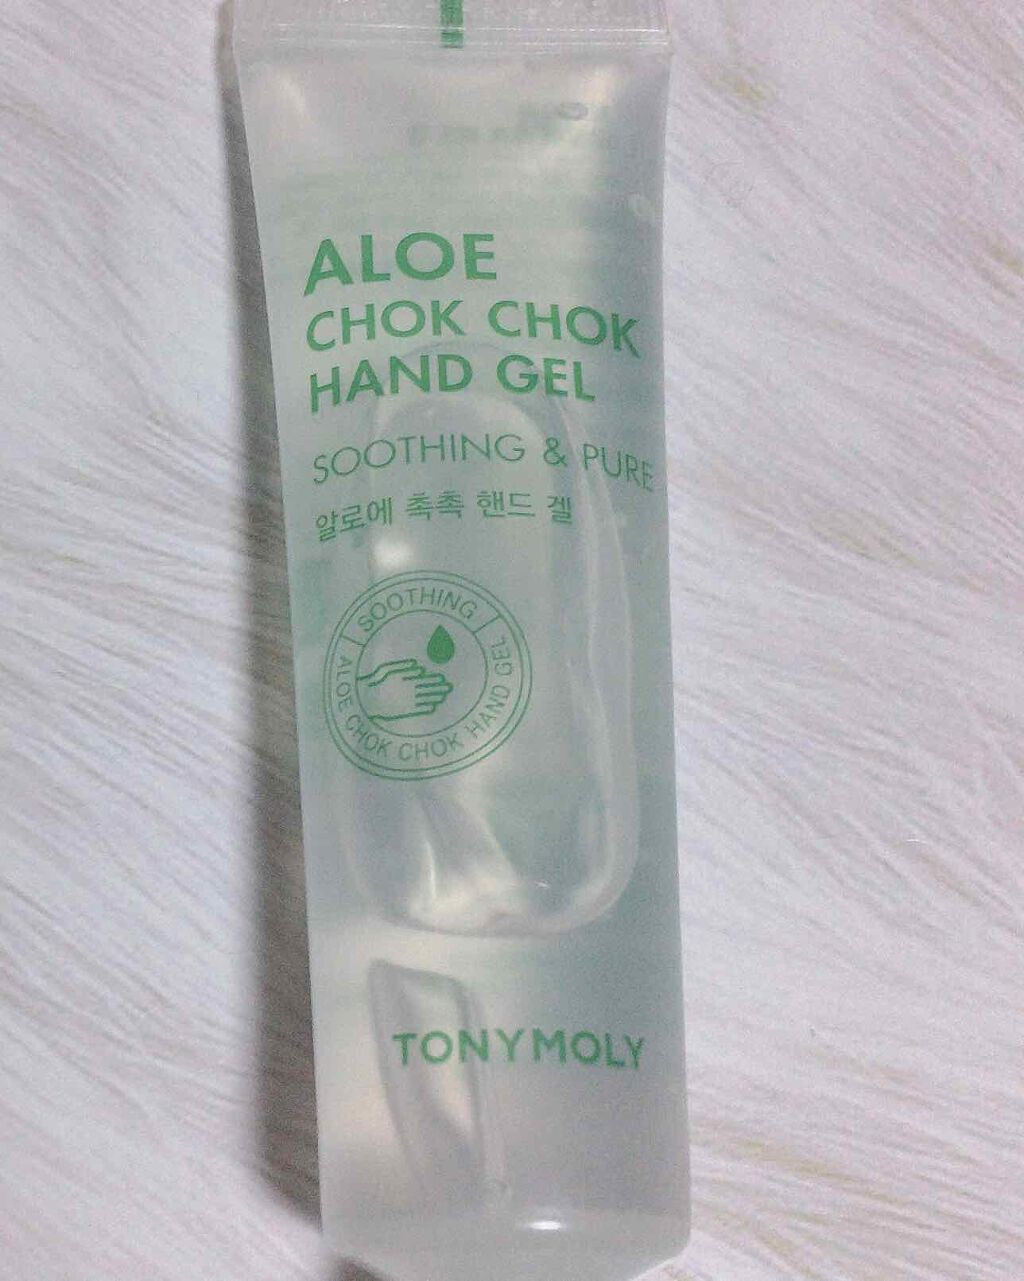 ALOE
CHOK CHOK
HAND GEL
SOOTHING & PURE
알로에 촉촉 핸드 겔
SOOTHING
ALOE CHOK CHOK HAND GEL
TONYMOLY